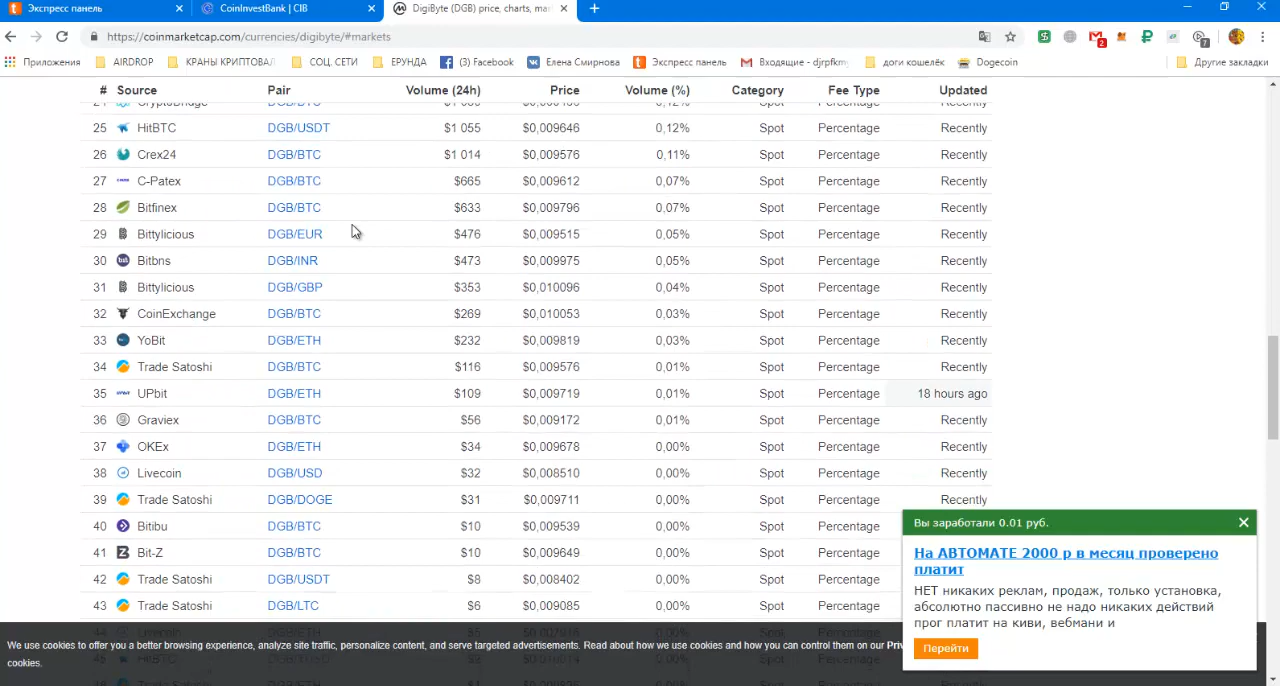 Экспресс панель
CoinInvestBank | CIB
DigiByte (DGB) price, charts, mar
https://coinmarketcap.com/currencies/digibyte/#markets
Приложения AIRDROP КРАНЫ КРИПТОВАЛ СОЦ. СЕТИ ЕРУНДА (3) Facebook Елена Смирнова Экспресс панель Входящие - djrpfkmy доги кошелёк Dogecoin Другие закладки
# Source Pair Volume (24h) Price Volume (%) Category Fee Type Updated
25 HitBTC DGB/USDT $1 055 $0,009646 0,12% Spot Percentage Recently
26 Crex24 DGB/BTC $1 014 $0,009576 0,11% Spot Percentage Recently
27 C-Patex DGB/BTC $665 $0,009612 0,07% Spot Percentage Recently
28 Bitfinex DGB/BTC $633 $0,009796 0,07% Spot Percentage Recently
29 Bittylicious DGB/EUR $476 $0,009515 0,05% Spot Percentage Recently
30 Bitbns DGB/INR $473 $0,009975 0,05% Spot Percentage Recently
31 Bittylicious DGB/GBP $353 $0,010096 0,04% Spot Percentage Recently
32 CoinExchange DGB/BTC $269 $0,010053 0,03% Spot Percentage Recently
33 YoBit DGB/ETH $232 $0,009819 0,03% Spot Percentage Recently
34 Trade Satoshi DGB/BTC $116 $0,009576 0,01% Spot Percentage Recently
35 UPbit DGB/ETH $109 $0,009719 0,01% Spot Percentage 18 hours ago
36 Graviex DGB/BTC $56 $0,009172 0,01% Spot Percentage Recently
37 OKEx DGB/ETH $34 $0,009678 0,00% Spot Percentage Recently
38 Livecoin DGB/USD $32 $0,008510 0,00% Spot Percentage Recently
39 Trade Satoshi DGB/DOGE $31 $0,009711 0,00% Spot Percentage Recently
40 Bitibu DGB/BTC $10 $0,009539 0,00% Spot Percentage
41 Bit-Z DGB/BTC $10 $0,009649 0,00% Spot Percentage
42 Trade Satoshi DGB/USDT $8 $0,008402 0,00% Spot Percentage
43 Trade Satoshi DGB/LTC $6 $0,009085 0,00% Spot Percentage
We use cookies to offer you a better browsing experience, analyze site traffic, personalize content, and serve targeted advertisements. Read about how we use cookies and how you can control them on our Priv
cookies.
Вы заработали 0.01 руб.
На АВТОМАТЕ 2000 р в месяц проверено
платит
НЕТ никаких реклам, продаж, только установка,
абсолютно пассивно не надо никаких действий
прог платит на киви, вебмани и
Перейти